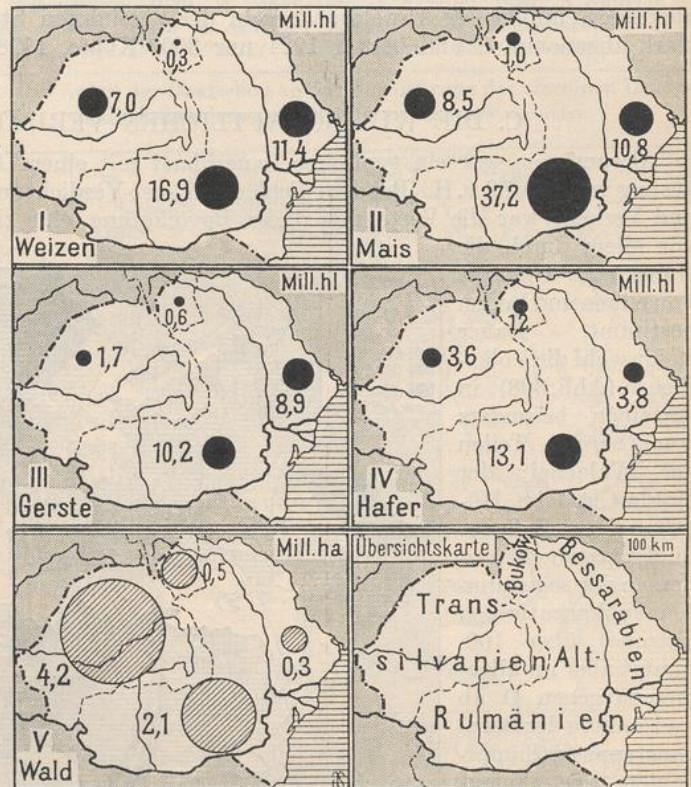 Mill.hl
0,3
7,0
11,4
16,9
I
Weizen
Mill.hl
1,0
8,5
10,8
37,2
II
Mais
Mill.hl
0,6
1,7
8,9
10,2
III
Gerste
Mill.hl
1,2
3,6
3,8
13,1
IV
Hafer
Mill.ha
0,5
0,3
4,2
2,1
V
Wald
Übersichtskarte
100 km
Bukow.
Bessarabien
Trans-
silvanien
Alt-
Rumänien